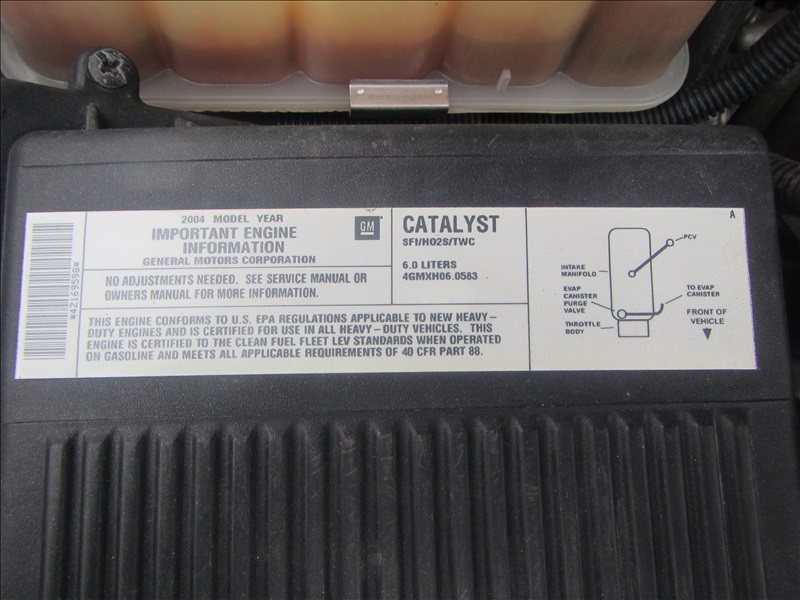 *42169598*
2004 MODEL YEAR
IMPORTANT ENGINE
INFORMATION
GENERAL MOTORS CORPORATION
GM
NO ADJUSTMENTS NEEDED. SEE SERVICE MANUAL OR
OWNERS MANUAL FOR MORE INFORMATION.
CATALYST
SFI/HO2S/TWC
6.0 LITERS
4GMXH06.0583
THIS ENGINE CONFORMS TO U.S. EPA REGULATIONS APPLICABLE TO NEW HEAVY-
DUTY ENGINES AND IS CERTIFIED FOR USE IN ALL HEAVY-DUTY VEHICLES. THIS
ENGINE IS CERTIFIED TO THE CLEAN FUEL FLEET LEV STANDARDS WHEN OPERATED
ON GASOLINE AND MEETS ALL APPLICABLE REQUIREMENTS OF 40 CFR PART 88.
A
PCV
INTAKE
MANIFOLD
EVAP
CANISTER
PURGE
VALVE
THROTTLE
BODY
TO EVAP
CANISTER
FRONT OF
VEHICLE